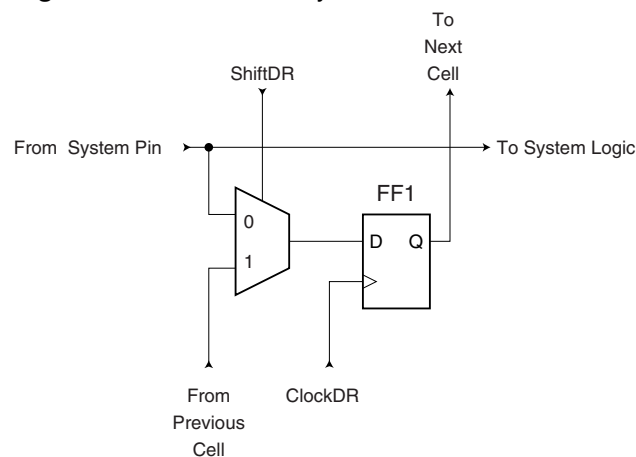 To
Next
Cell
ShiftDR
From System Pin
To System Logic
FF1
0
D Q
1
From
Previous
Cell
ClockDR